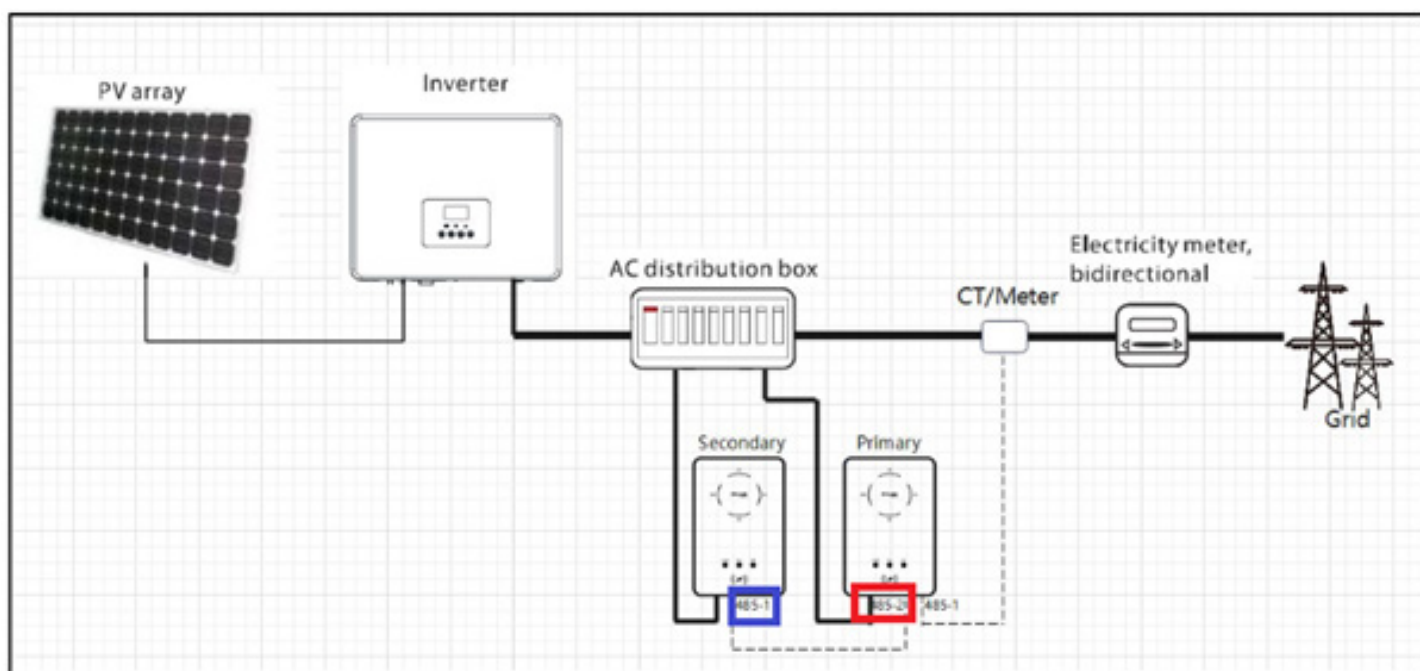 PV array
Inverter
AC distribution box
CT/Meter
Electricity meter,
bidirectional
Grid
Secondary
Primary
485-1
485-2
485-1